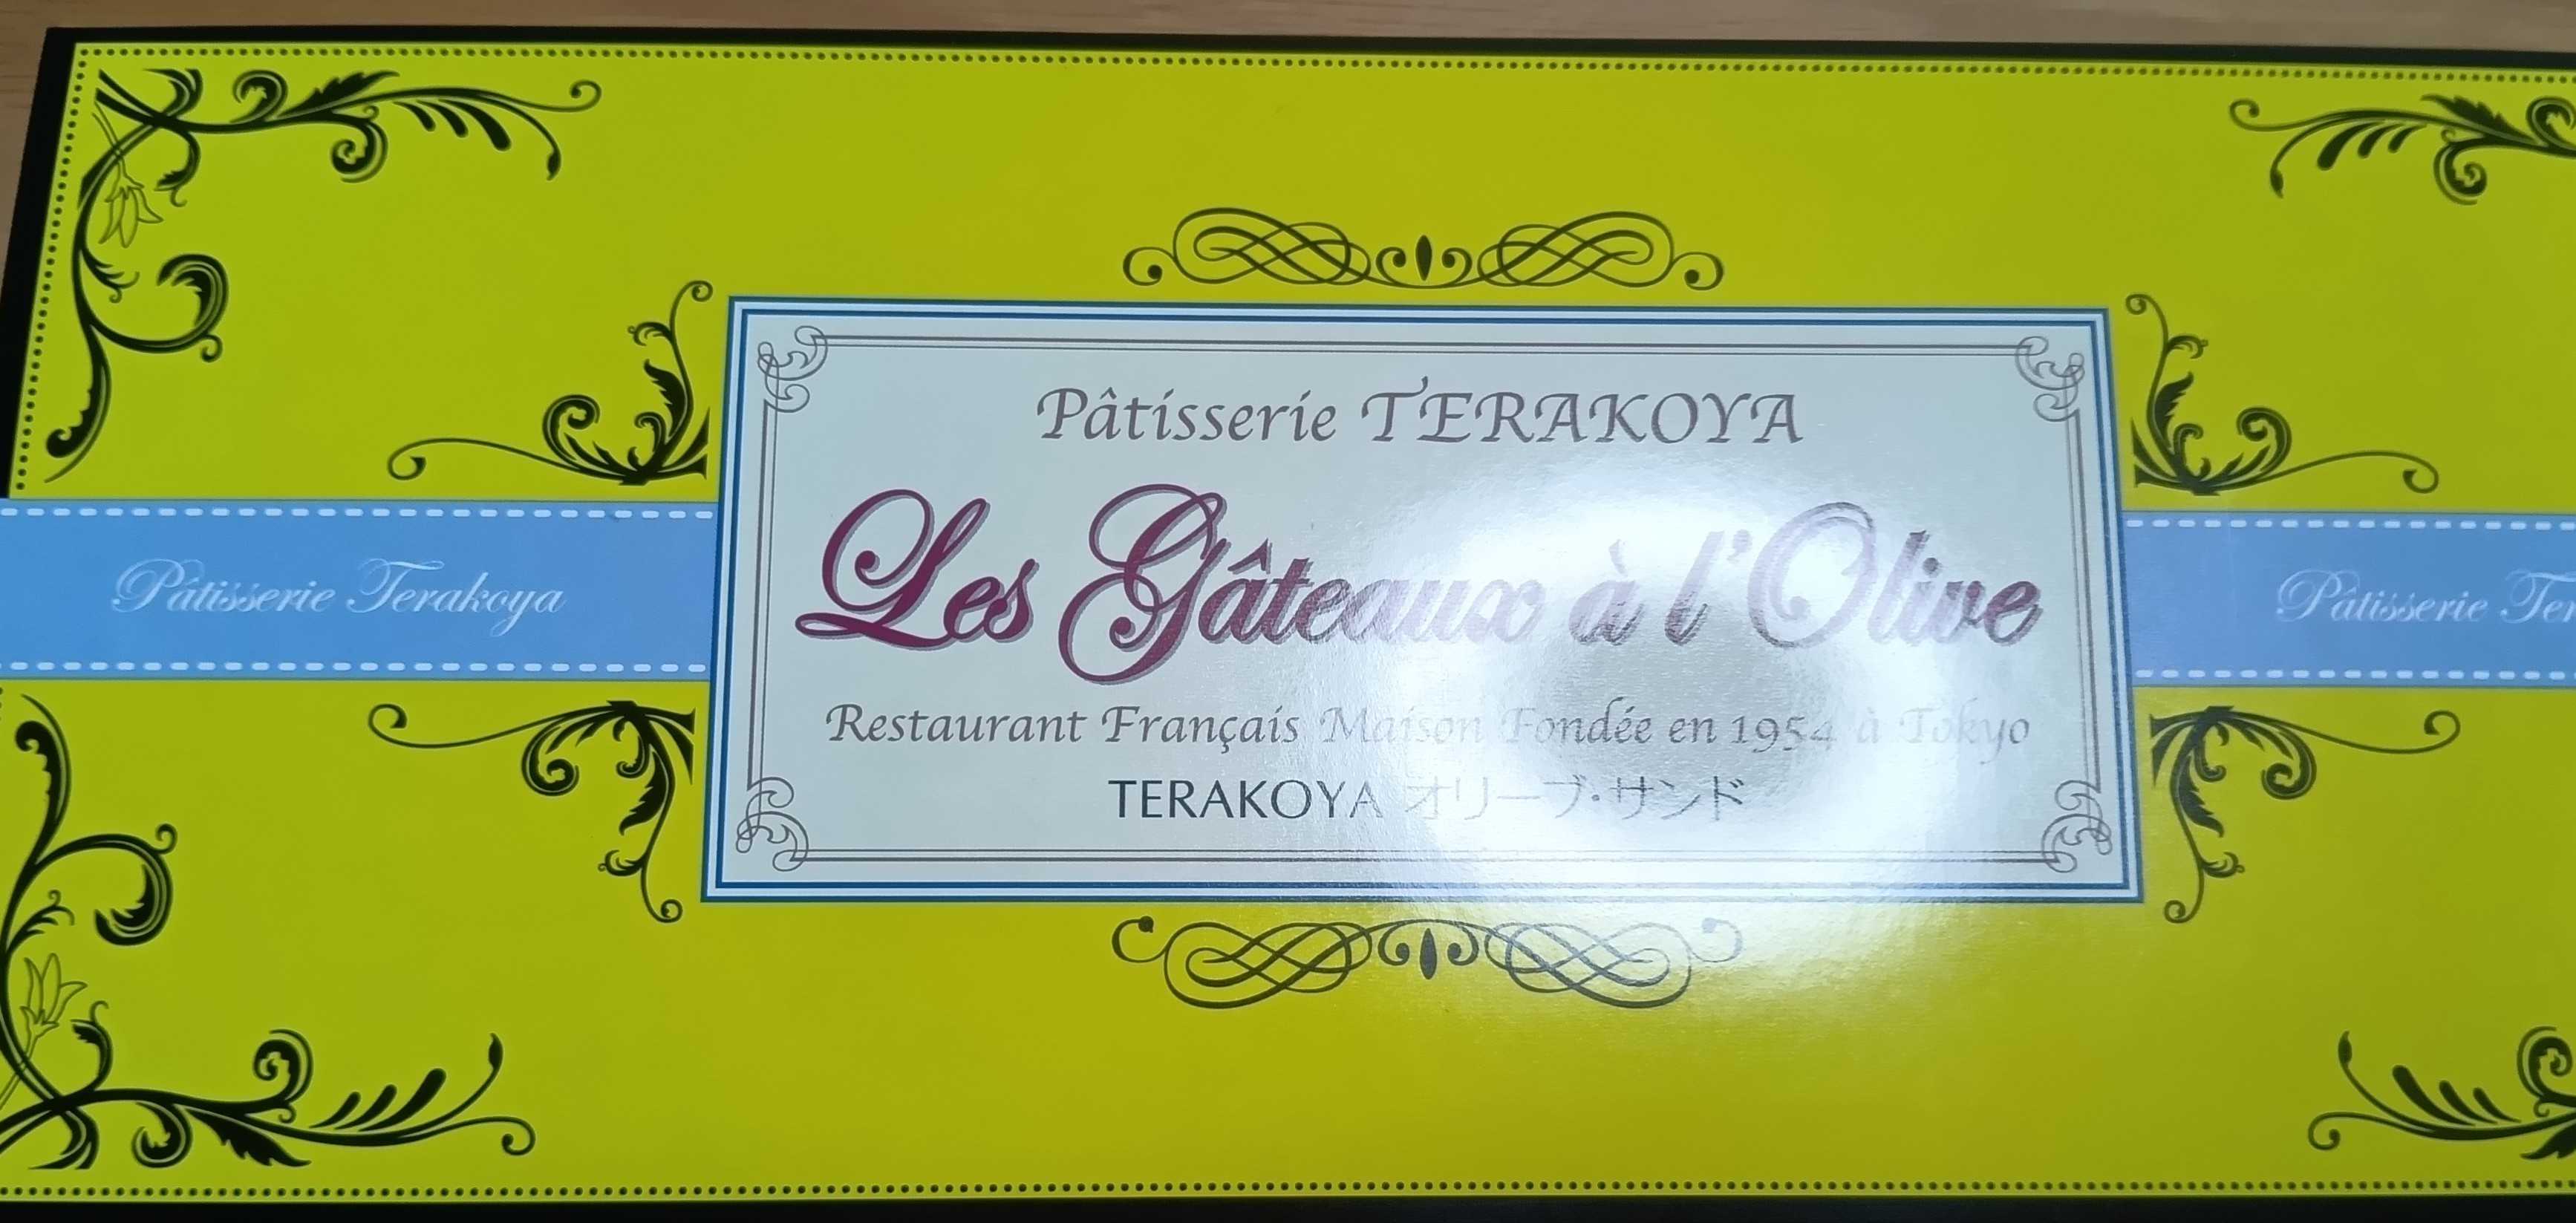 Pâtisserie TERAKOYA
Les Gâteaux à l'Olive
Restaurant Français Maison Fondée en 1954 à Tokyo
TERAKOYA オリーブ・サンド
Pâtisserie Terakoya
Pâtisserie Ter